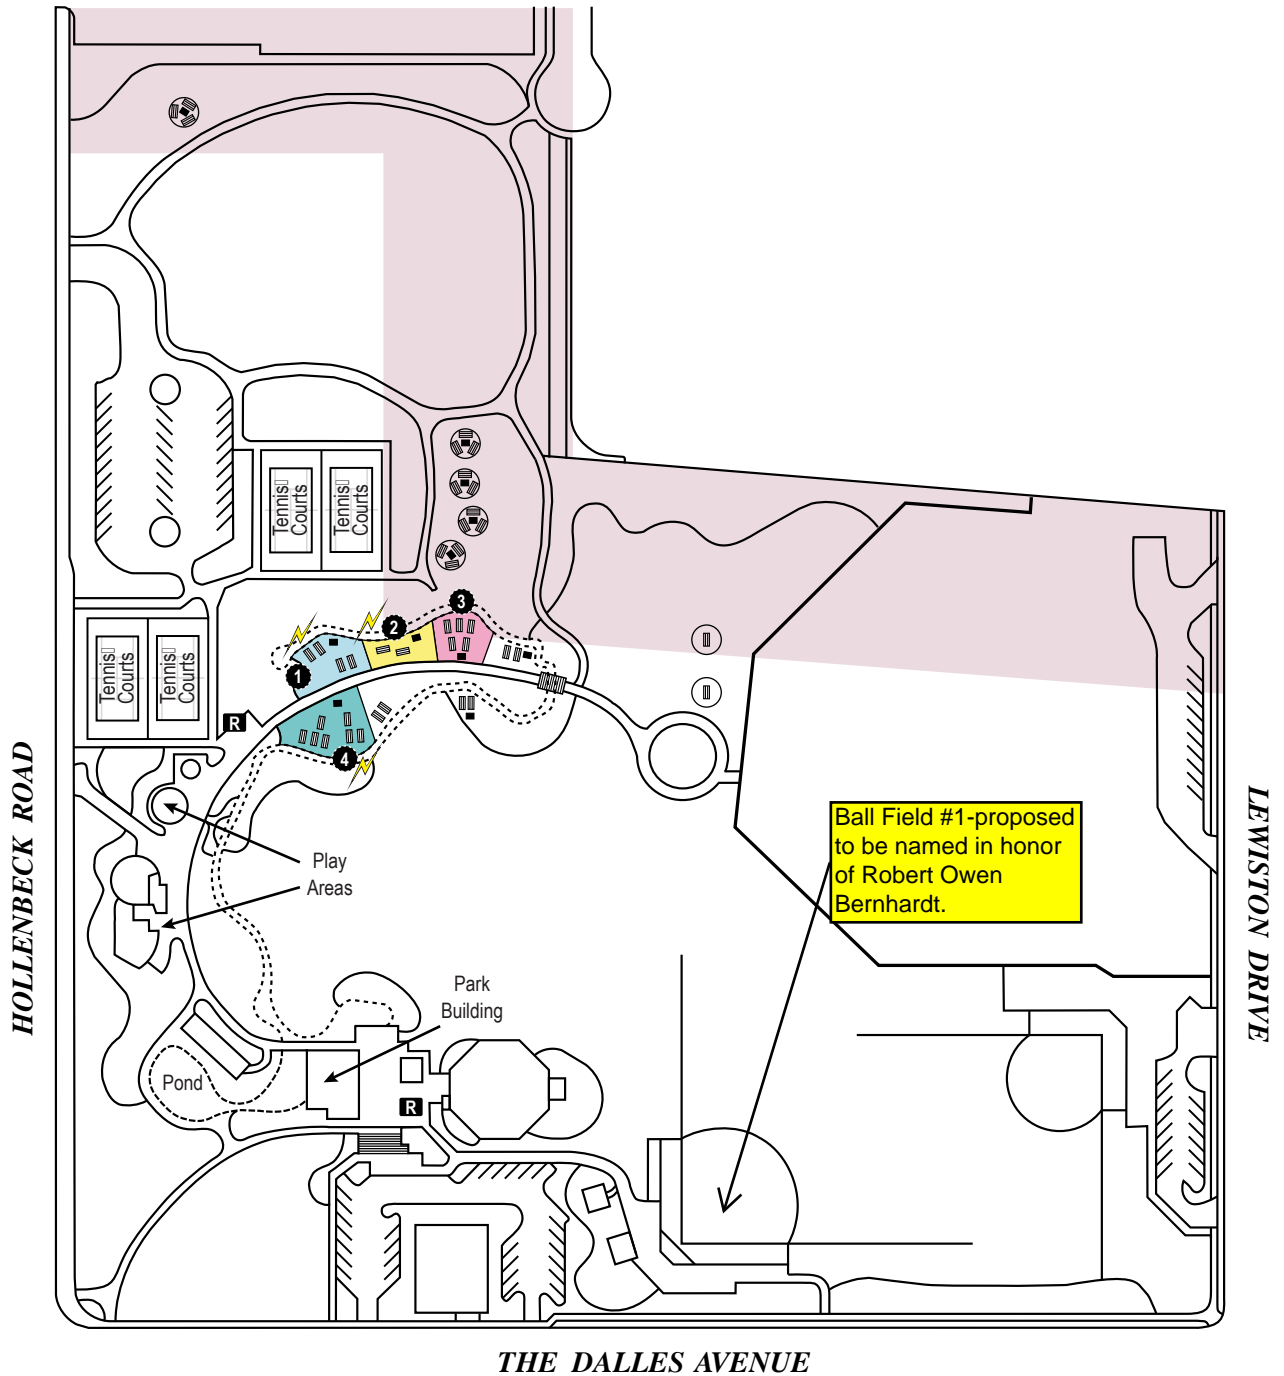 Tennis
Courts
Tennis
Courts
3
2
1
Tennis
Courts
Tennis
Courts
R
4
HOLLENBECK ROAD
LEWISTON DRIVE
Play
Areas
Ball Field #1-proposed
to be named in honor
of Robert Owen
Bernhardt.
Park
Building
Pond
R
THE DALLES AVENUE